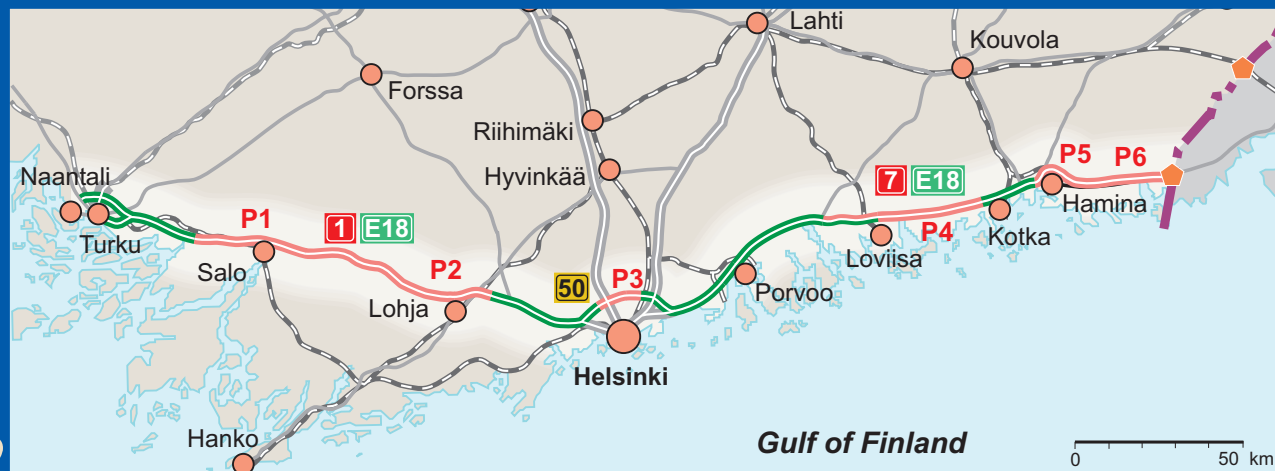 Lahti
Kouvola
Forssa
Riihimäki
Hyvinkää
Naantali
Turku
P1
1 E18
Salo
P2
Lohja
50
P3
Helsinki
Porvoo
7 E18
P4
Loviisa
Kotka
P5
P6
Hamina
Hanko
Gulf of Finland
0 50 km